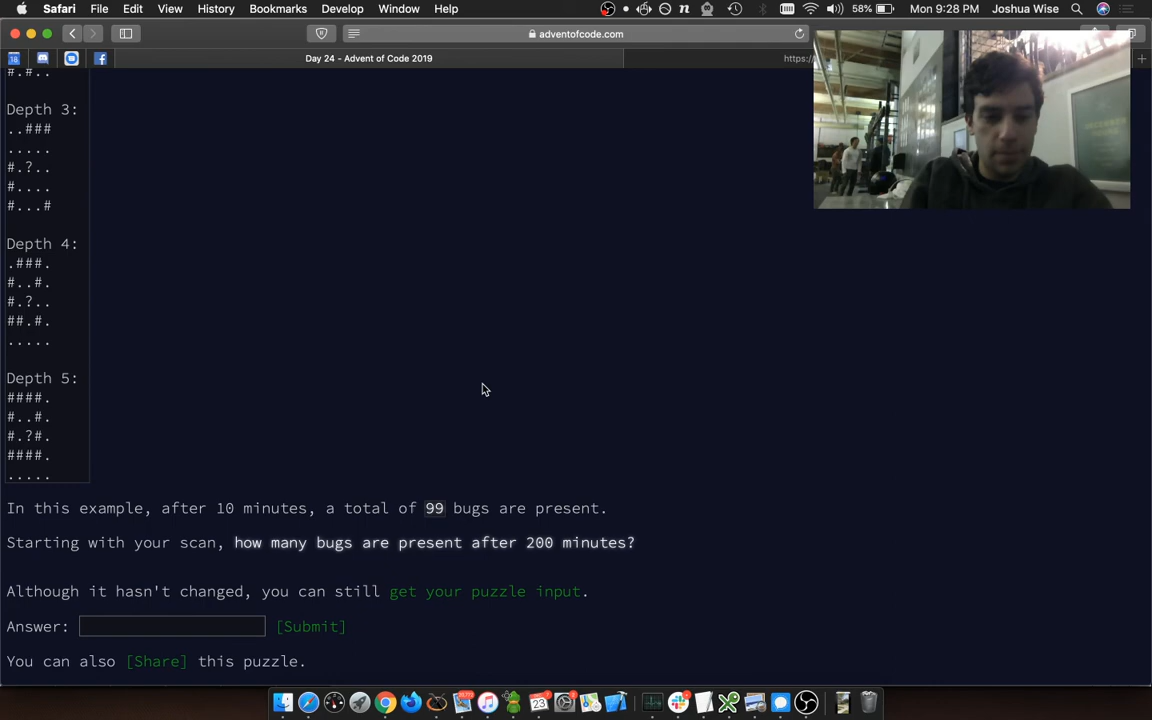 Safari File Edit View History Bookmarks Develop Window Help 58% Mon 9:28 PM Joshua Wise
adventofcode.com
Day 24 - Advent of Code 2019 https:/
#.#..
Depth 3:
..###
.....
#.?..
#....
#...#
Depth 4:
.###.
#..#.
#.?..
##.#.
.....
Depth 5:
####.
#..#.
#.?#.
####.
.....
In this example, after 10 minutes, a total of 99 bugs are present.
Starting with your scan, how many bugs are present after 200 minutes?
Although it hasn't changed, you can still get your puzzle input.
Answer: [Submit]
You can also [Share] this puzzle.